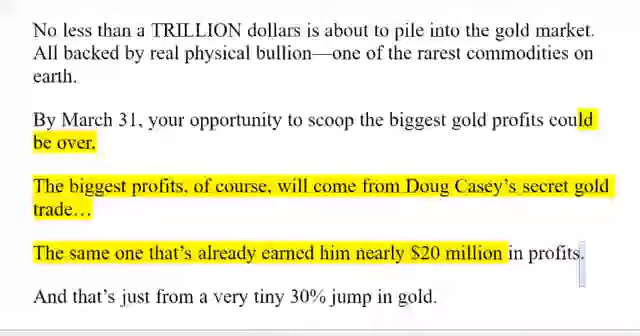 No less than a TRILLION dollars is about to pile into the gold market.
All backed by real physical bullion—one of the rarest commodities on
earth.
By March 31, your opportunity to scoop the biggest gold profits could
be over.
The biggest profits, of course, will come from Doug Casey's secret gold
trade…
The same one that's already earned him nearly $20 million in profits.
And that's just from a very tiny 30% jump in gold.